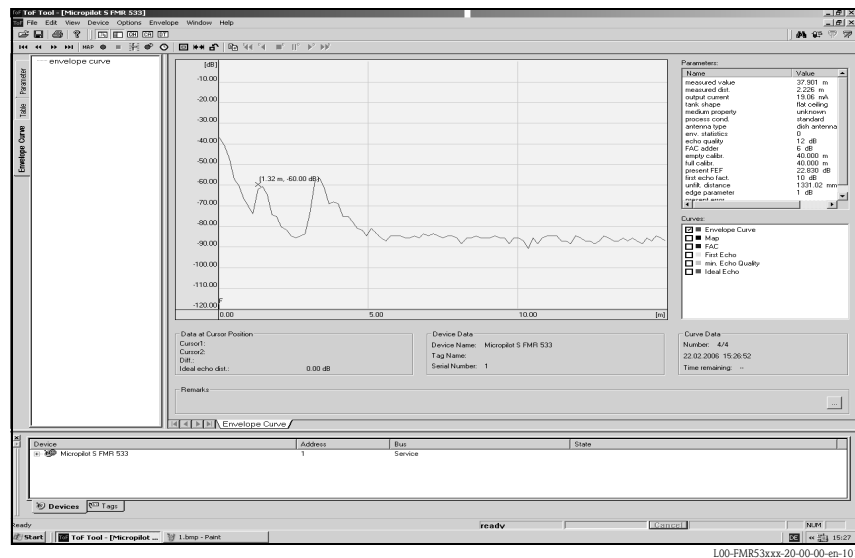 ToF Tool - [Micropilot S FMR 533]
File Edit View Device Options Envelope Window Help
MAP
Parameter
Table
Envelope Curve
envelope curve
[dB]
-10.00
-20.00
-30.00
-40.00
-50.00
-60.00
-70.00
-80.00
-90.00
-100.00
-110.00
-120.00
(1.32 m, -60.00 dB)
F
0.00 5.00 10.00 [m]
Parameters:
Name Value
measured value 37.901 m
measured dist. 2.226 m
output current 19.06 mA
tank shape flat ceiling
medium property unknown
process cond. standard
antenna type dish antenna
env. statistics 0
echo quality 12 dB
FAC adder 6 dB
empty calibr. 40.000 m
full calibr. 40.000 m
present FEF 22.830 dB
first echo fact. 10 dB
unfilt. distance 1331.02 mm
edge parameter 1 dB
present error
Curves:
Envelope Curve
Map
FAC
First Echo
min. Echo Quality
Ideal Echo
Data at Cursor Position
Cursor1:
Cursor2:
Diff.:
Ideal echo dist.: 0.00 dB
Device Data
Device Name: Micropilot S FMR 533
Tag Name:
Serial Number: 1
Curve Data
Number: 4/4
22.02.2006 15:26:52
Time remaining: --
Remarks
...
Envelope Curve
Device Address Bus State
Micropilot S FMR 533 1 Service
Devices Tags
Ready ready Cancel NUM
Start ToF Tool - [Micropilot ... 1.bmp - Paint DE 15:27
L00-FMR53xxx-20-00-00-en-10